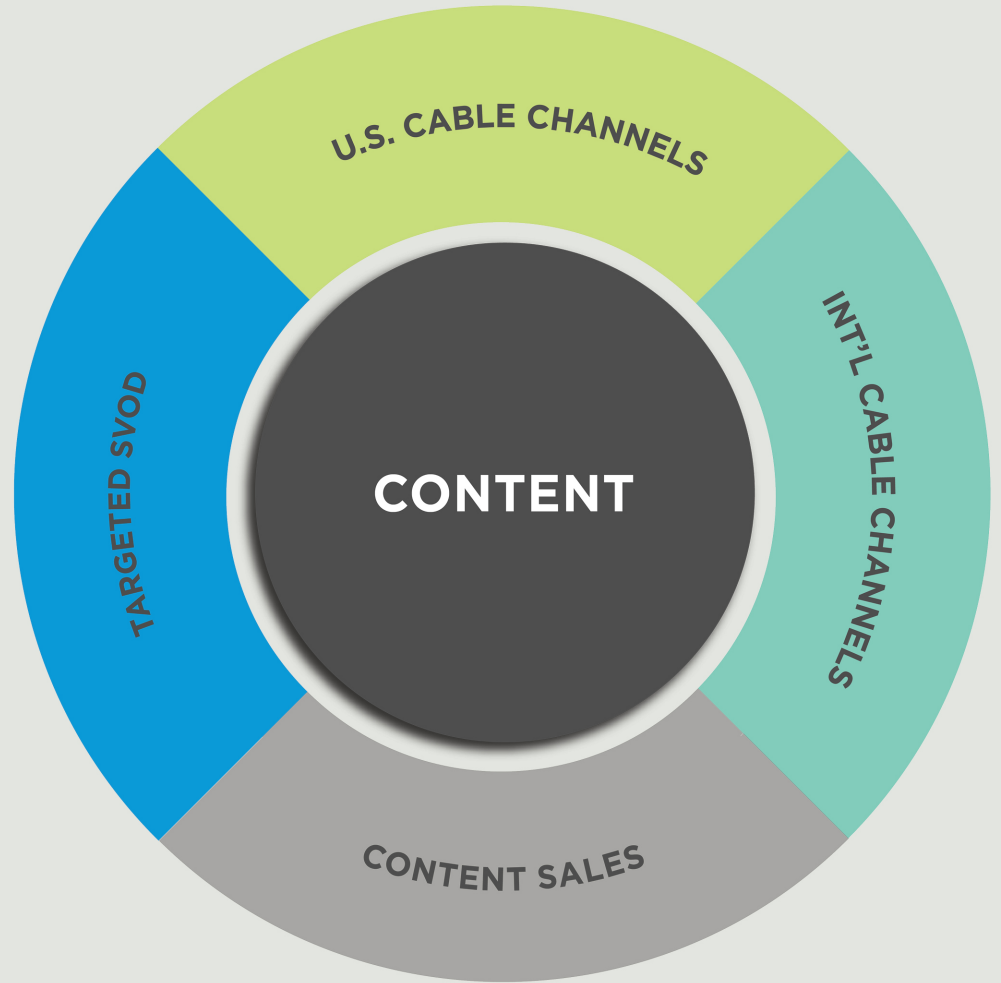 U.S. CABLE CHANNELS
INT'L CABLE CHANNELS
CONTENT
TARGETED SVOD
CONTENT SALES